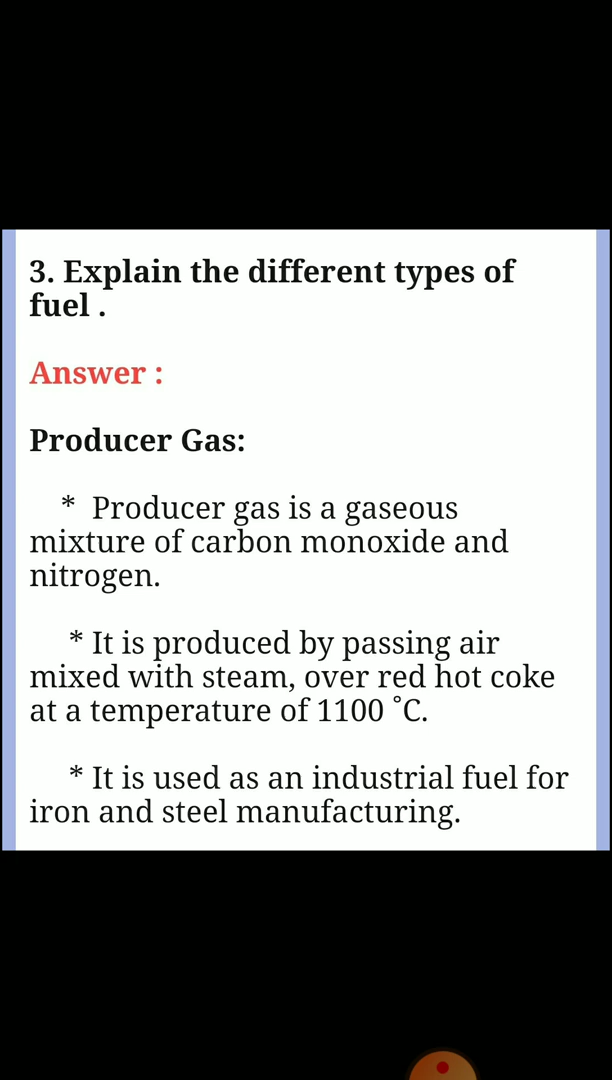 3. Explain the different types of
fuel .
Answer :
Producer Gas:
* Producer gas is a gaseous
mixture of carbon monoxide and
nitrogen.
* It is produced by passing air
mixed with steam, over red hot coke
at a temperature of 1100 ˚C.
* It is used as an industrial fuel for
iron and steel manufacturing.